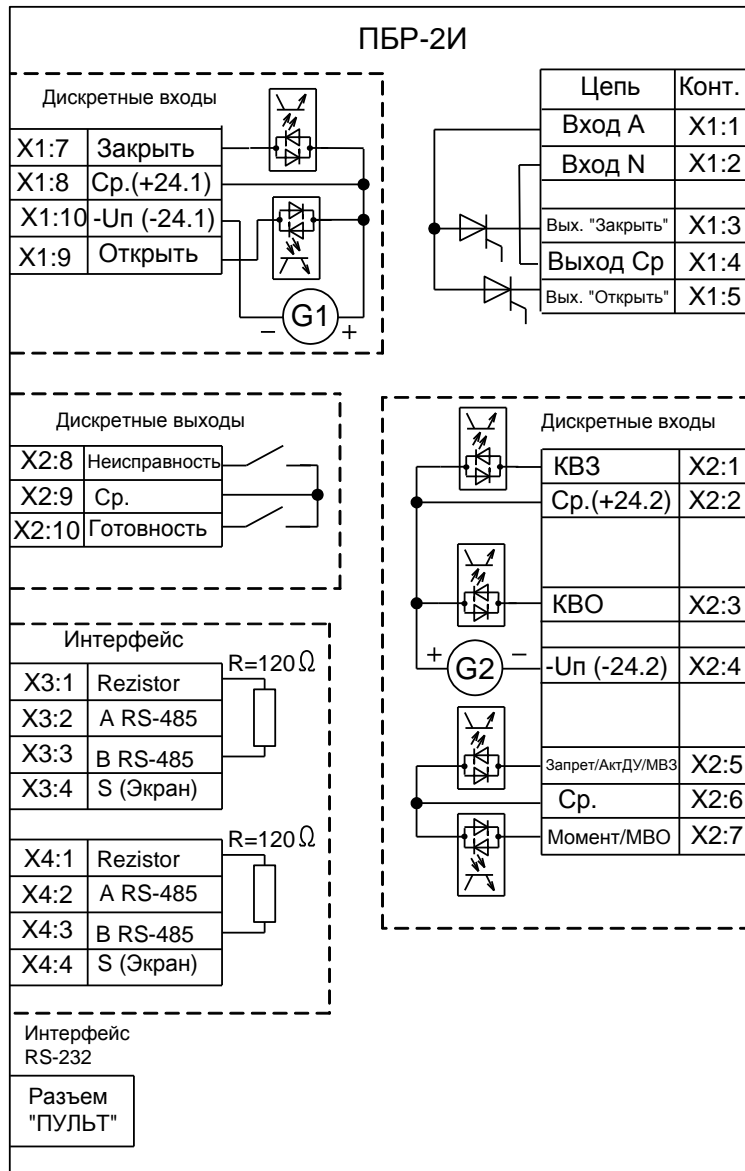 ПБР-2И
Дискретные входы
X1:7 Закрыть
X1:8 Ср.(+24.1)
X1:10 -Uп (-24.1)
X1:9 Открыть
− G1 +
Цепь Конт.
Вход A X1:1
Вход N X1:2
Вых. "Закрыть" X1:3
Выход Ср X1:4
Вых. "Открыть" X1:5
Дискретные выходы
X2:8 Неисправность
X2:9 Ср.
X2:10 Готовность
Дискретные входы
КВЗ X2:1
Ср.(+24.2) X2:2
КВО X2:3
+ G2 − -Uп (-24.2) X2:4
Запрет/АктДУ/МВЗ X2:5
Ср. X2:6
Момент/МВО X2:7
Интерфейс
R=120Ω
X3:1 Rezistor
X3:2 A RS-485
X3:3 B RS-485
X3:4 S (Экран)
R=120Ω
X4:1 Rezistor
X4:2 A RS-485
X4:3 B RS-485
X4:4 S (Экран)
Интерфейс
RS-232
Разъем
"ПУЛЬТ"